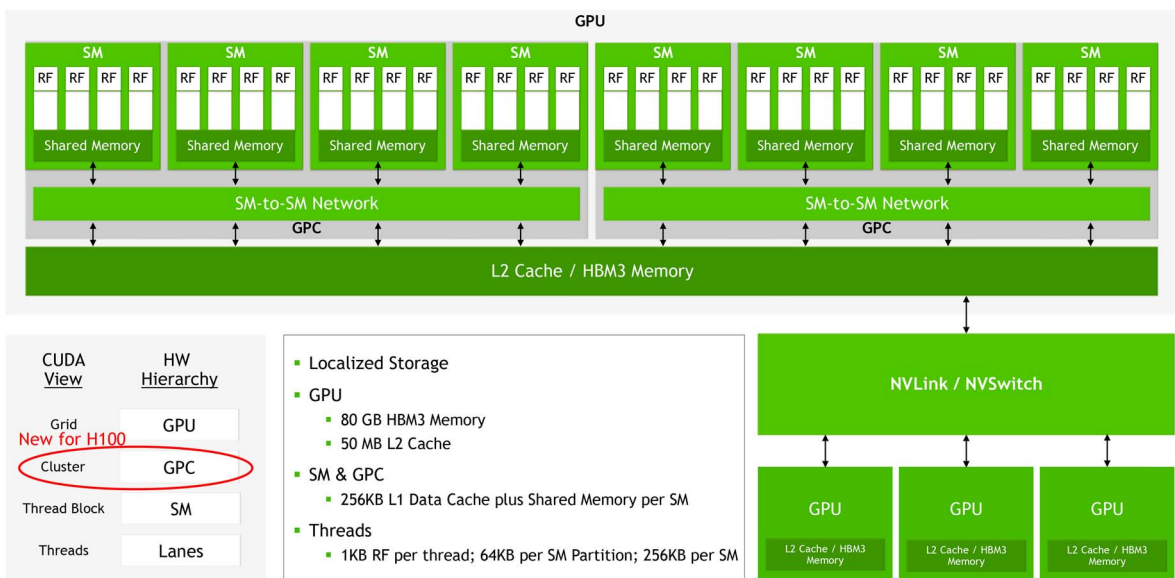 GPU
SM SM SM SM SM SM SM SM
RF RF RF RF RF RF RF RF RF RF RF RF RF RF RF RF RF RF RF RF RF RF RF RF RF RF RF RF RF RF RF RF
Shared Memory Shared Memory Shared Memory Shared Memory Shared Memory Shared Memory Shared Memory Shared Memory
SM-to-SM Network SM-to-SM Network
GPC GPC
L2 Cache / HBM3 Memory
CUDA View
HW Hierarchy
Grid GPU
New for H100
Cluster GPC
Thread Block SM
Threads Lanes
▪ Localized Storage
▪ GPU
▪ 80 GB HBM3 Memory
▪ 50 MB L2 Cache
▪ SM & GPC
▪ 256KB L1 Data Cache plus Shared Memory per SM
▪ Threads
▪ 1KB RF per thread; 64KB per SM Partition; 256KB per SM
NVLink / NVSwitch
GPU GPU GPU
L2 Cache / HBM3 Memory
L2 Cache / HBM3 Memory
L2 Cache / HBM3 Memory